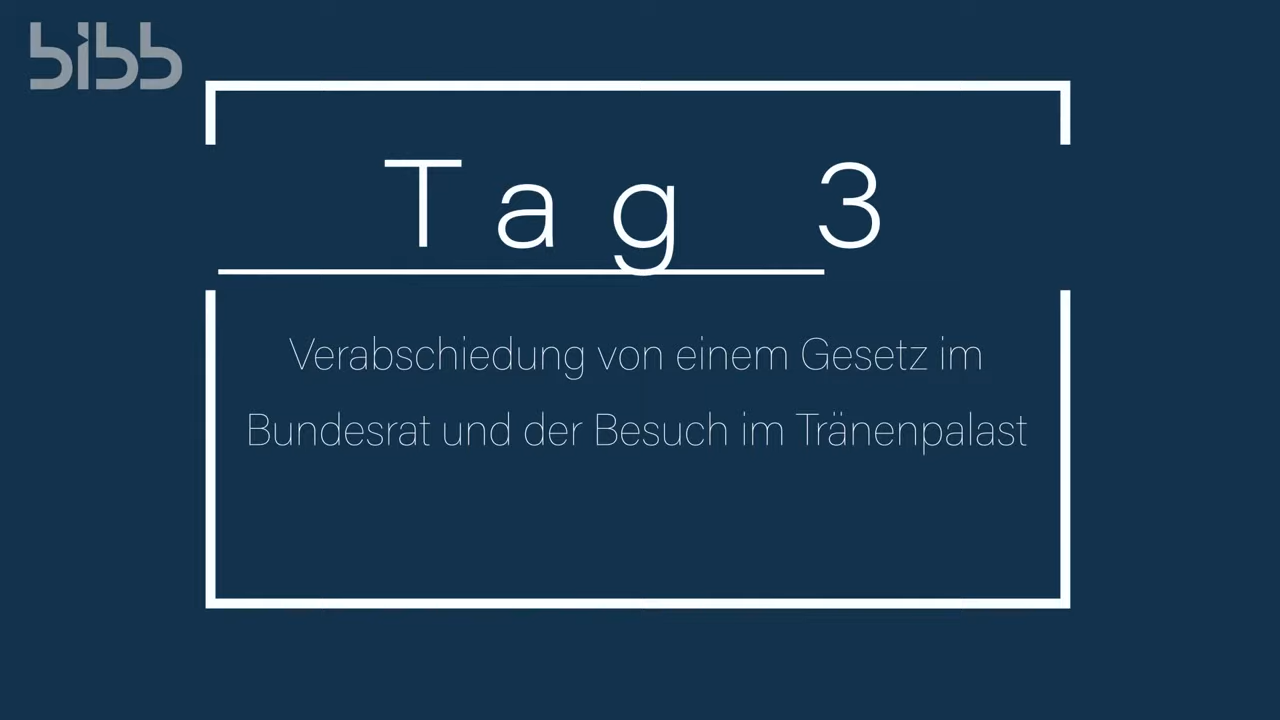 bibb
Tag 3
Verabschiedung von einem Gesetz im
Bundesrat und der Besuch im Tränenpalast